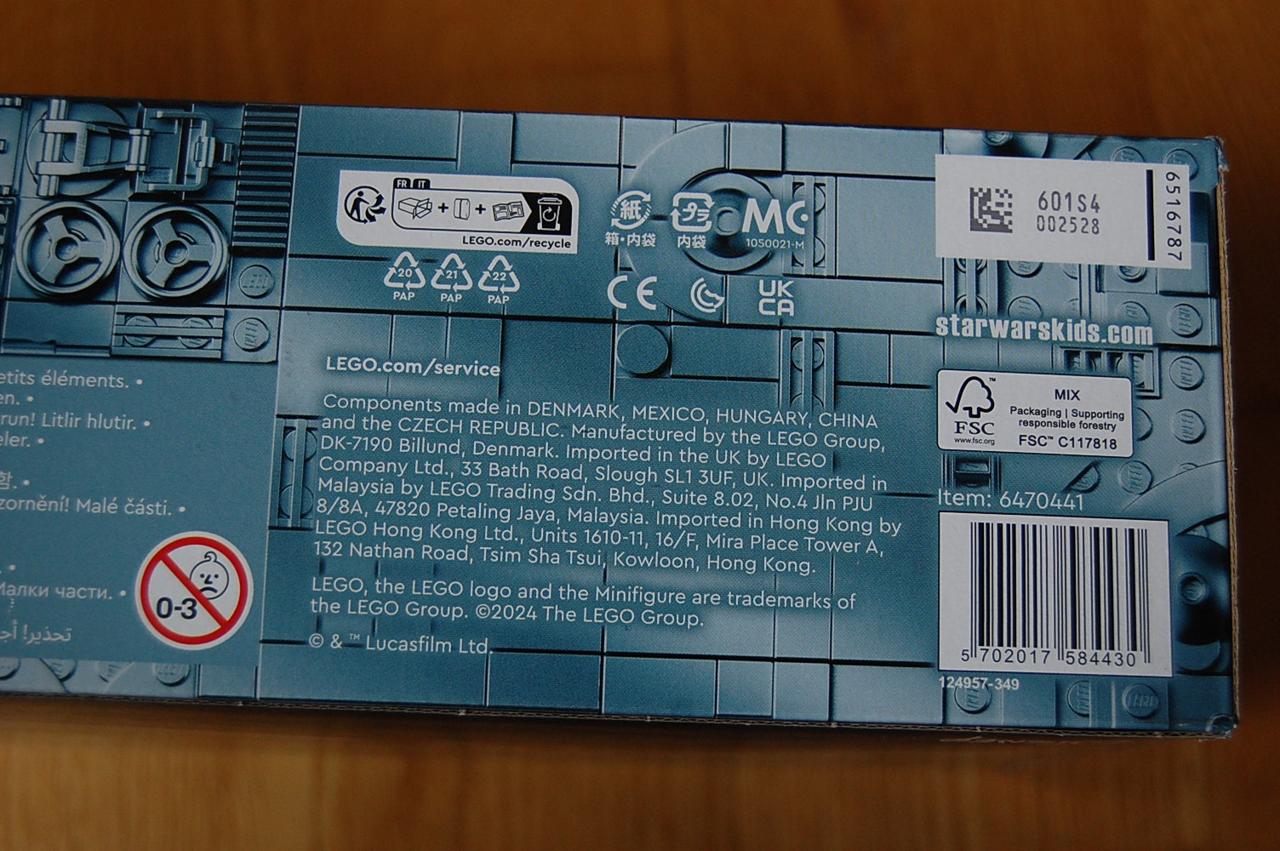 FR IT
LEGO.com/recycle
20 PAP
21 PAP
22 PAP
紙
箱・内袋
プラ
内袋
MC
1050021-M
CE
UK
CA
601S4
002528
6516787
starwarskids.com
FSC
www.fsc.org
MIX
Packaging | Supporting
responsible forestry
FSC™ C117818
Item: 6470441
5 702017 584430
124957-349
etits éléments. •
en. •
run! Litlir hlutir. •
eler. •
zornění! Malé části. •
Малки части. •
تحذير!
0-3
LEGO.com/service
Components made in DENMARK, MEXICO, HUNGARY, CHINA
and the CZECH REPUBLIC. Manufactured by the LEGO Group,
DK-7190 Billund, Denmark. Imported in the UK by LEGO
Company Ltd., 33 Bath Road, Slough SL1 3UF, UK. Imported in
Malaysia by LEGO Trading Sdn. Bhd., Suite 8.02, No.4 Jln PJU
8/8A, 47820 Petaling Jaya, Malaysia. Imported in Hong Kong by
LEGO Hong Kong Ltd., Units 1610-11, 16/F, Mira Place Tower A,
132 Nathan Road, Tsim Sha Tsui, Kowloon, Hong Kong.
LEGO, the LEGO logo and the Minifigure are trademarks of
the LEGO Group. ©2024 The LEGO Group.
© & ™ Lucasfilm Ltd.